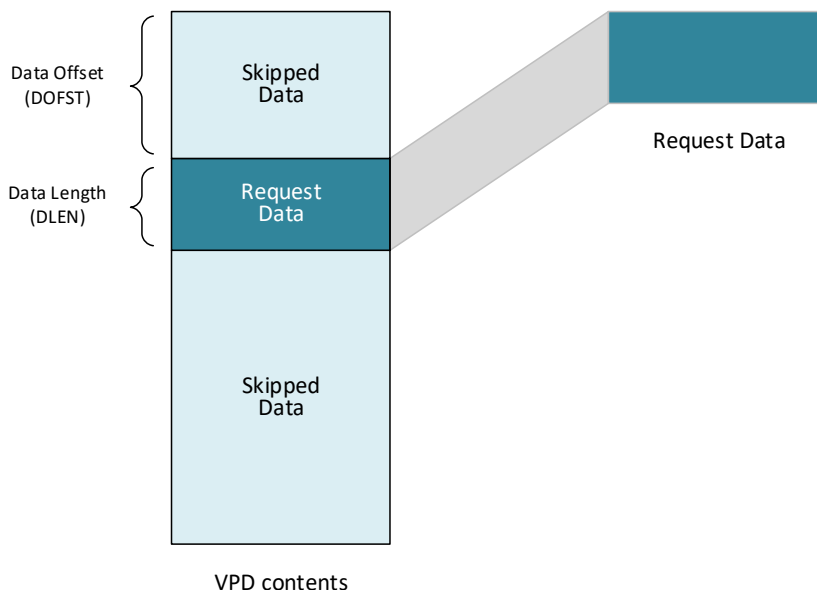 Data Offset
(DOFST)
Skipped
Data
Request Data
Data Length
(DLEN)
Request
Data
Skipped
Data
VPD contents